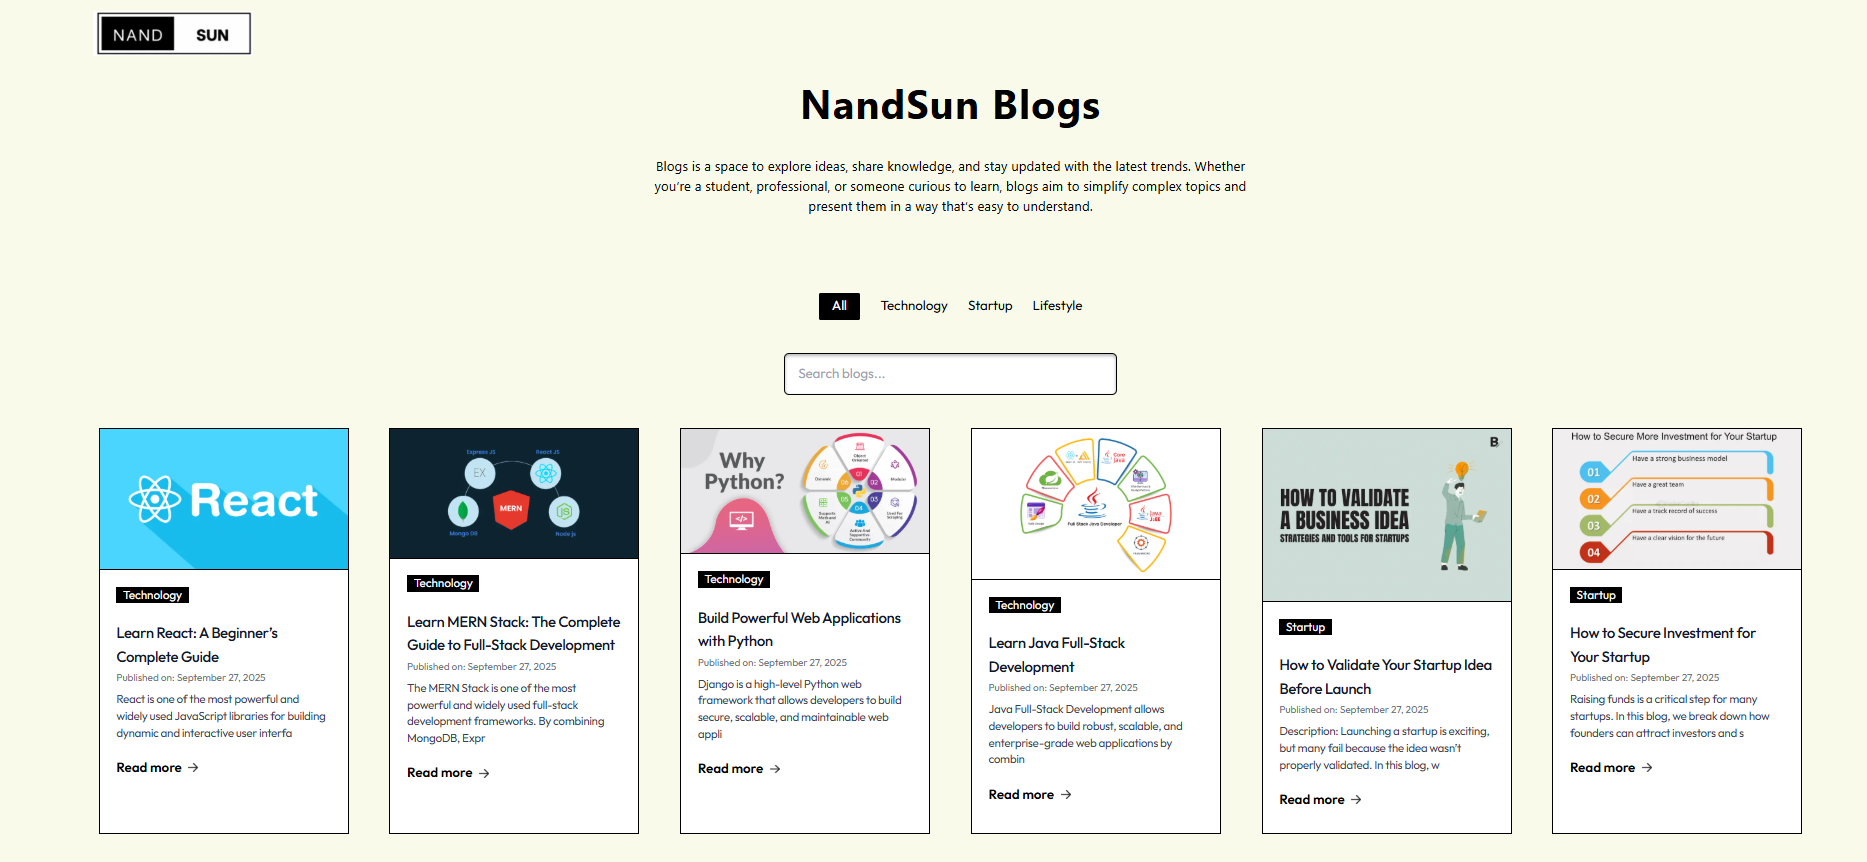 NAND SUN
NandSun Blogs
Blogs is a space to explore ideas, share knowledge, and stay updated with the latest trends. Whether
you're a student, professional, or someone curious to learn, blogs aim to simplify complex topics and
present them in a way that's easy to understand.
All Technology Startup Lifestyle
Search blogs...
React
Technology
Learn React: A Beginner's
Complete Guide
Published on: September 27, 2025
React is one of the most powerful and
widely used JavaScript libraries for building
dynamic and interactive user interfa
Read more →
Express JS React JS
EX
MERN
JS
Mongo DB Node js
Technology
Learn MERN Stack: The Complete
Guide to Full-Stack Development
Published on: September 27, 2025
The MERN Stack is one of the most
powerful and widely used full-stack
development frameworks. By combining
MongoDB, Expr
Read more →
Why
Python?
Object
Oriented
Dynamic
Modular
01
02
03
04
05
06
Technology
Build Powerful Web Applications
with Python
Published on: September 27, 2025
Django is a high-level Python web
framework that allows developers to build
secure, scalable, and maintainable web
appli
Read more →
Core
Java
Java
J2EE
Full Stack Java Developer
Technology
Learn Java Full-Stack
Development
Published on: September 27, 2025
Java Full-Stack Development allows
developers to build robust, scalable, and
enterprise-grade web applications by
combin
Read more →
B
HOW TO VALIDATE
A BUSINESS IDEA
STRATEGIES AND TOOLS FOR STARTUPS
Startup
How to Validate Your Startup Idea
Before Launch
Published on: September 27, 2025
Description: Launching a startup is exciting,
but many fail because the idea wasn't
properly validated. In this blog, w
Read more →
How to Secure More Investment for Your Startup
01 Have a strong business model
02 Have a great team
03 Have a track record of success
04 Have a clear vision for the future
Startup
How to Secure Investment for
Your Startup
Published on: September 27, 2025
Raising funds is a critical step for many
startups. In this blog, we break down how
founders can attract investors and s
Read more →